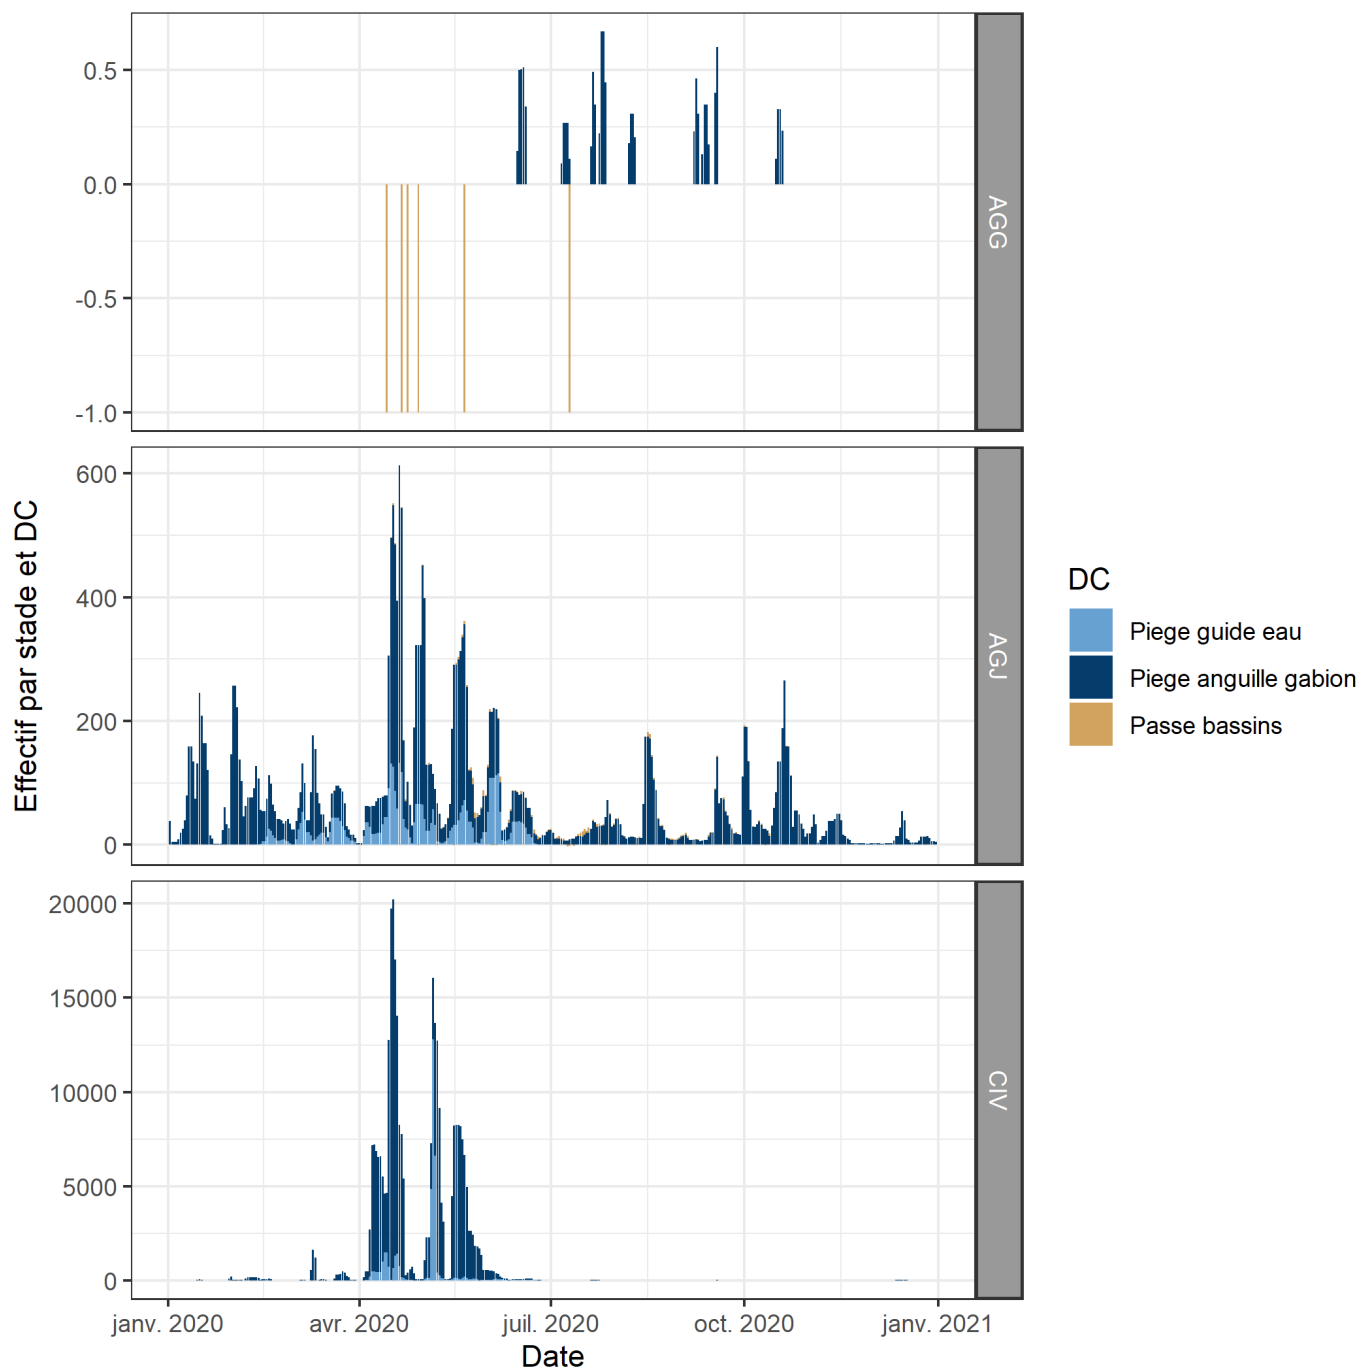 0.5
0.0
-0.5
-1.0
AGG
600
400
200
0
AGJ
20000
15000
10000
5000
0
CIV
janv. 2020
avr. 2020
juil. 2020
oct. 2020
janv. 2021
Date
Effectif par stade et DC
DC
Piege guide eau
Piege anguille gabion
Passe bassins